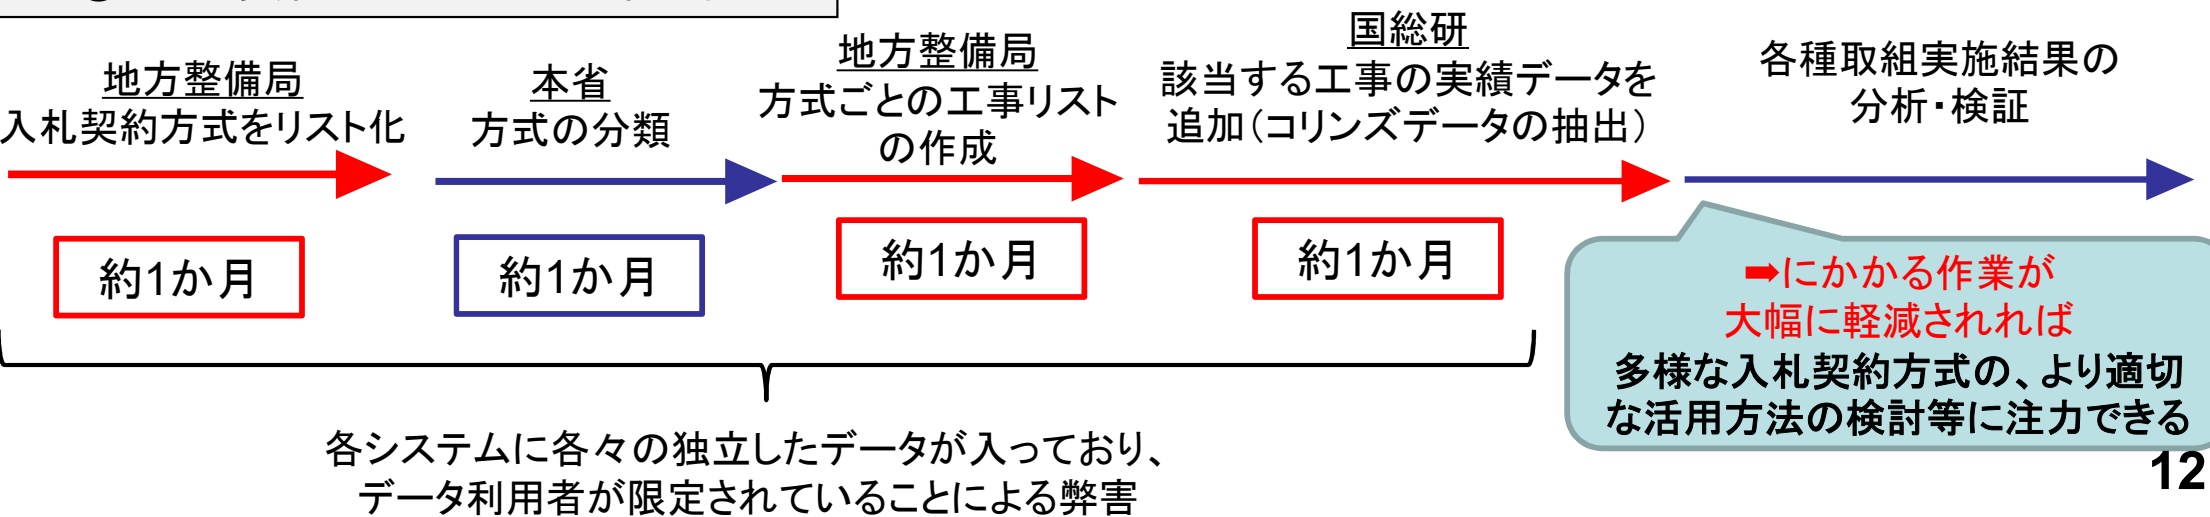 地方整備局
入札契約方式をリスト化
本省
方式の分類
地方整備局
方式ごとの工事リスト
の作成
国総研
該当する工事の実績データを
追加(コリンズデータの抽出)
各種取組実施結果の
分析・検証
約1か月
約1か月
約1か月
約1か月
➡にかかる作業が
大幅に軽減されれば
多様な入札契約方式の、より適切
な活用方法の検討等に注力できる
各システムに各々の独立したデータが入っており、
データ利用者が限定されていることによる弊害
12